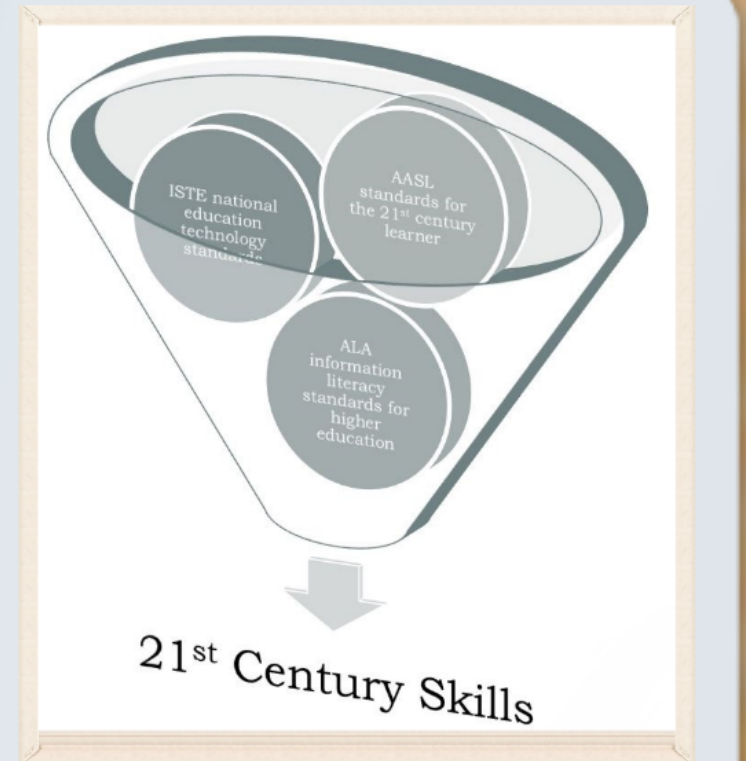 ISTE national
education
technology
standards
AASL
standards for
the 21st century
learner
ALA
information
literacy
standards for
higher
education
21st Century Skills